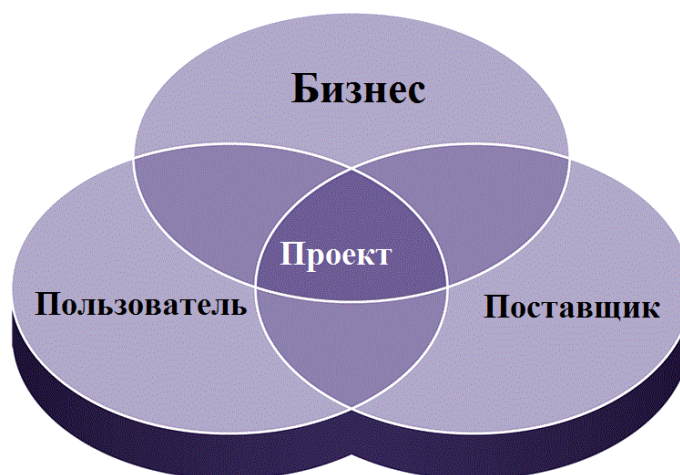 Бизнес
Проект
Пользователь
Поставщик